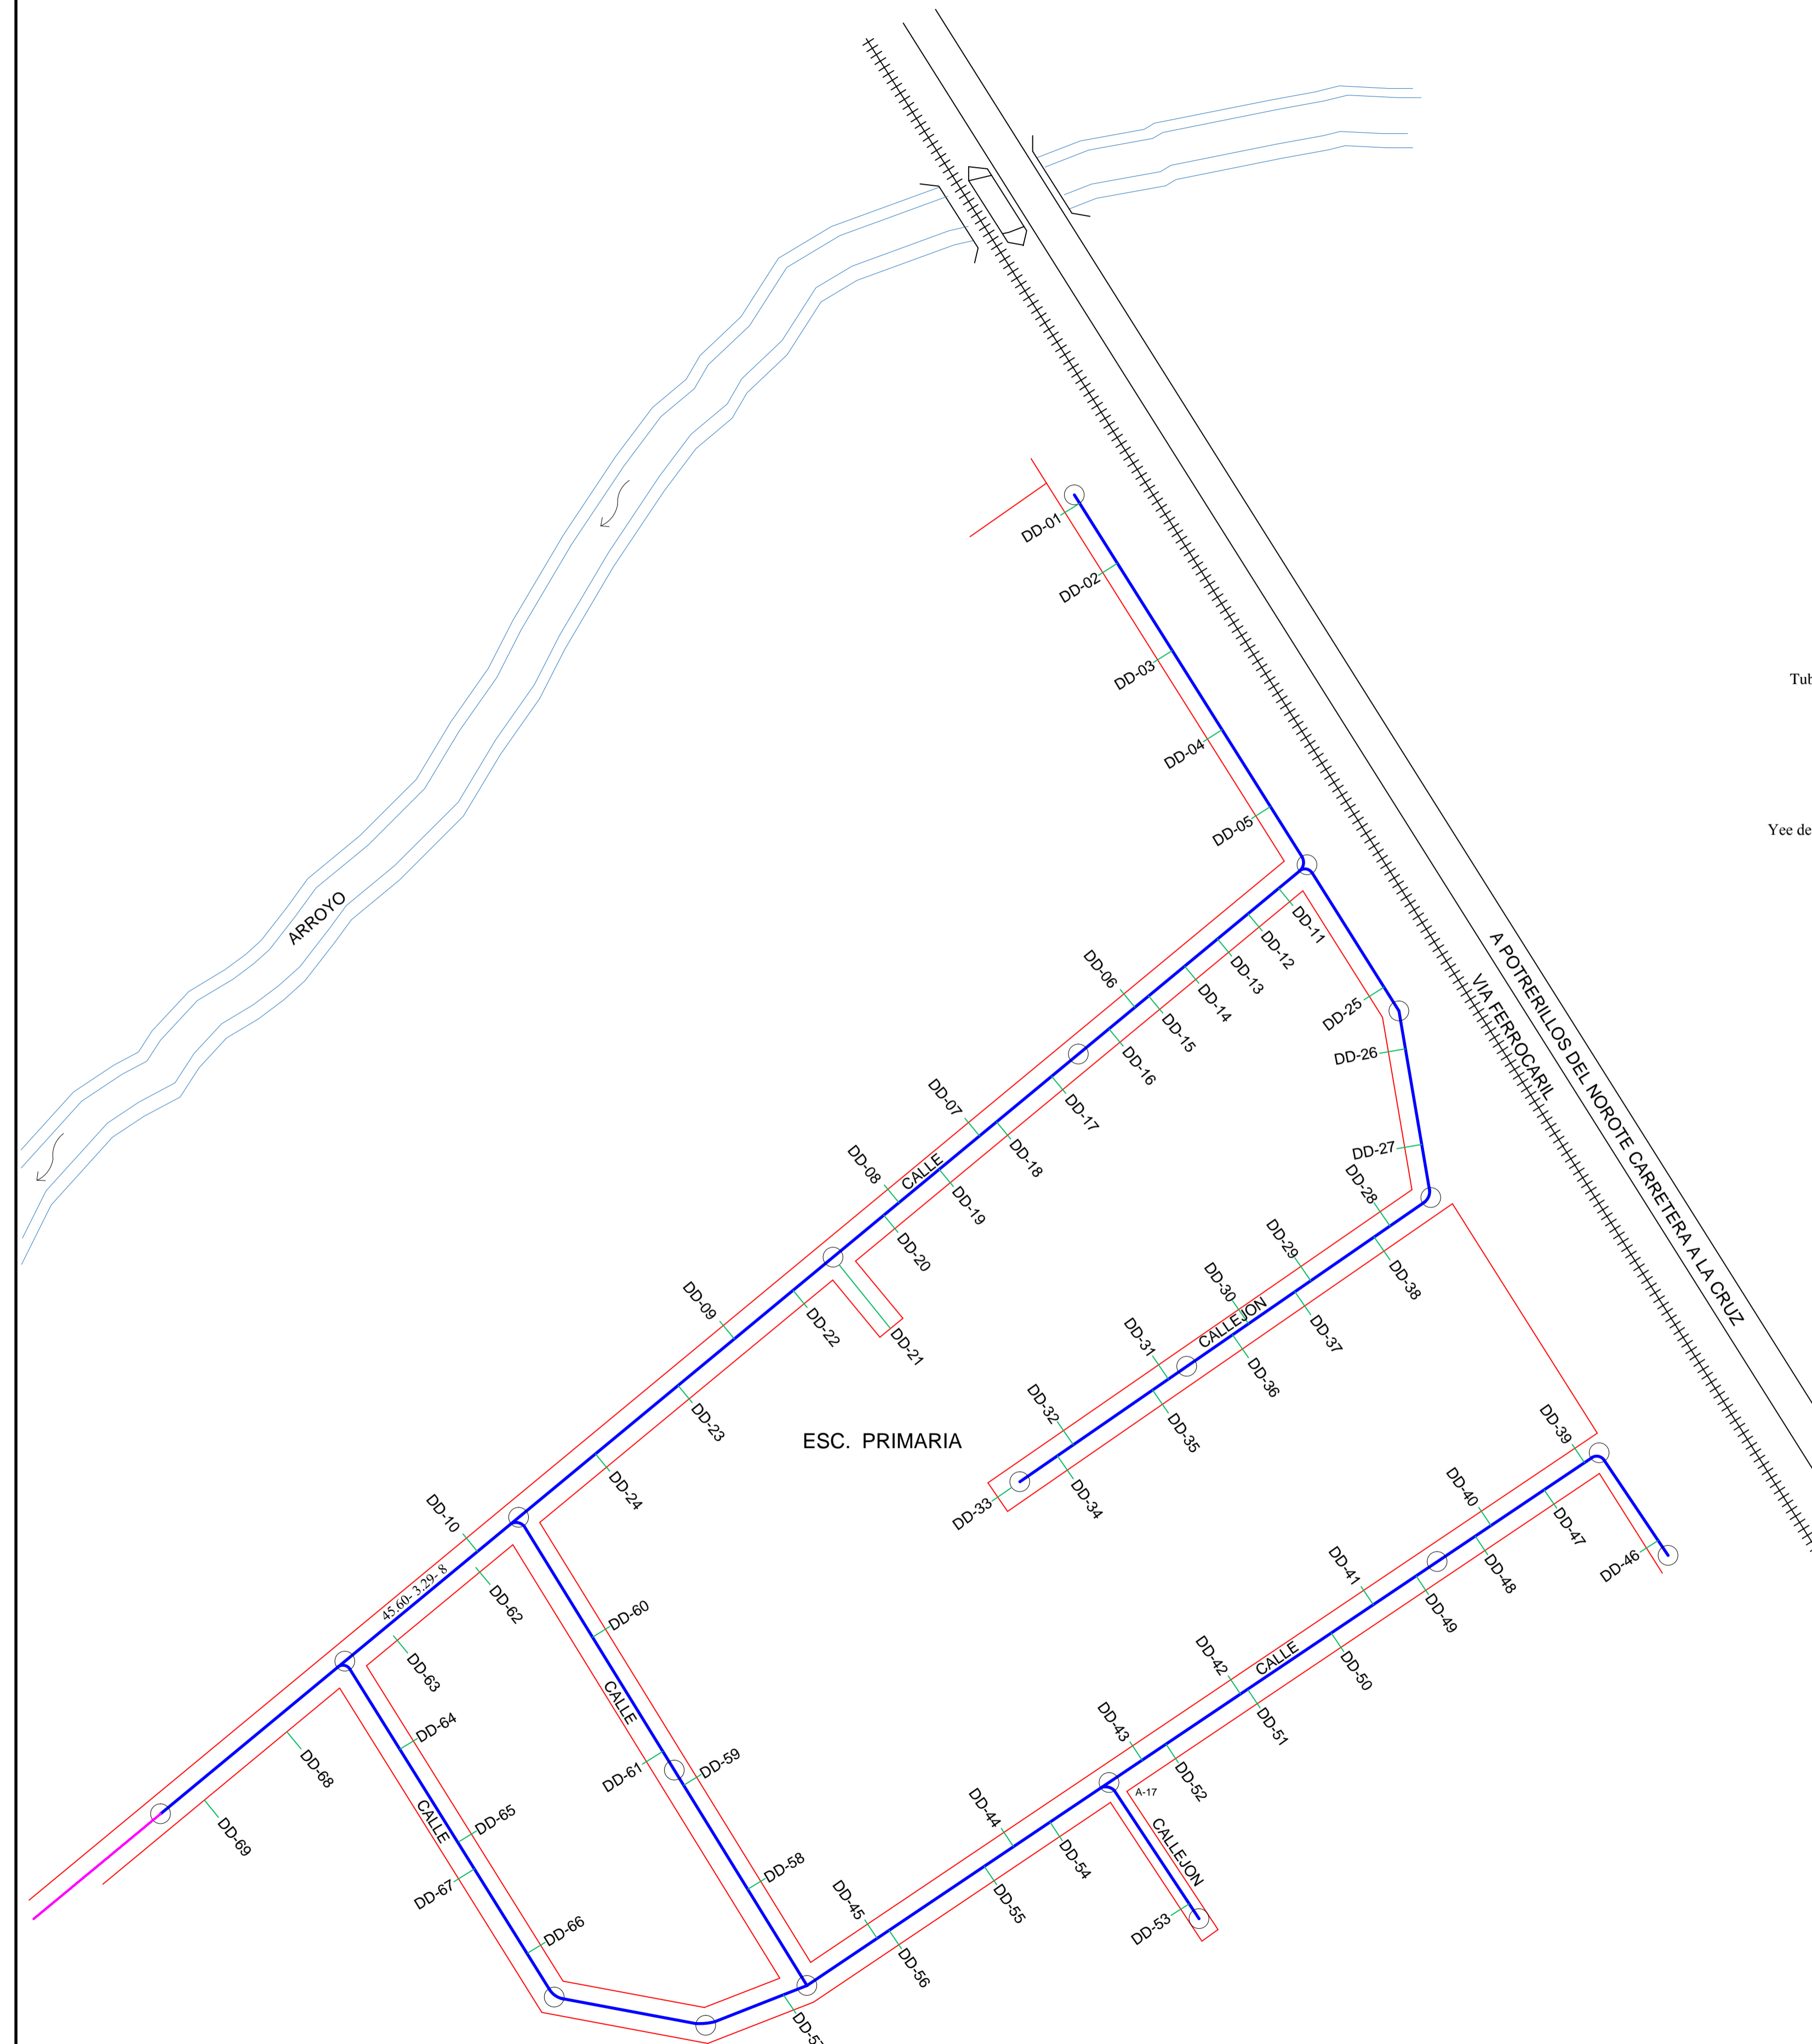 DD-01
DD-02
DD-03
Tub
DD-04
DD-05
Yee de
ARROYO
DD-11
DD-12
DD-13
DD-06
DD-14
DD-15
DD-16
DD-25
DD-26
A POTRERILLOS DEL NOROTE CARRETERA A LA CRUZ
VIA FERROCARIL
DD-07
DD-17
DD-18
DD-27
DD-08
CALLE
DD-19
DD-28
DD-20
DD-29
DD-38
DD-09
DD-22
DD-21
DD-30
CALLEJON
DD-37
DD-31
DD-36
DD-23
DD-32
DD-35
ESC. PRIMARIA
DD-39
DD-24
DD-33
DD-34
DD-40
DD-47
DD-10
45.60- 3.29- 8
DD-46
DD-62
DD-60
DD-41
DD-48
DD-49
DD-63
DD-42
CALLE
DD-50
CALLE
DD-64
DD-43
DD-51
DD-61
DD-59
DD-68
DD-52
A-17
DD-69
CALLE
DD-65
DD-44
DD-54
CALLEJON
DD-67
DD-58
DD-55
DD-53
DD-66
DD-45
DD-56
DD-57